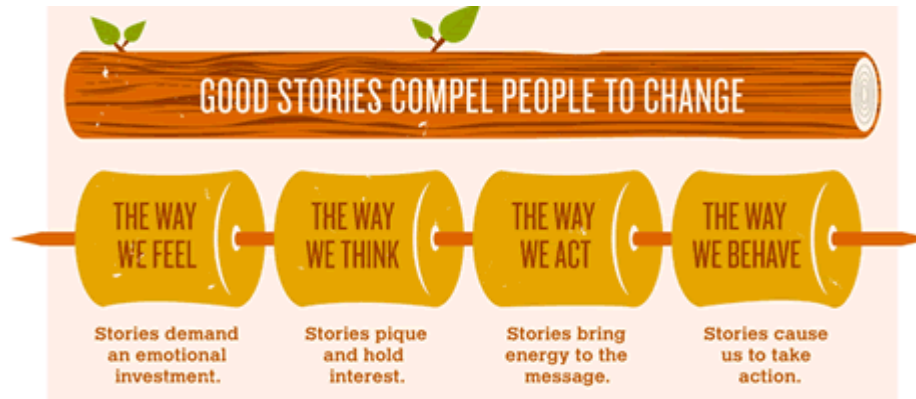 GOOD STORIES COMPEL PEOPLE TO CHANGE
THE WAY
WE FEEL
THE WAY
WE THINK
THE WAY
WE ACT
THE WAY
WE BEHAVE
Stories demand
an emotional
investment.
Stories pique
and hold
interest.
Stories bring
energy to the
message.
Stories cause
us to take
action.